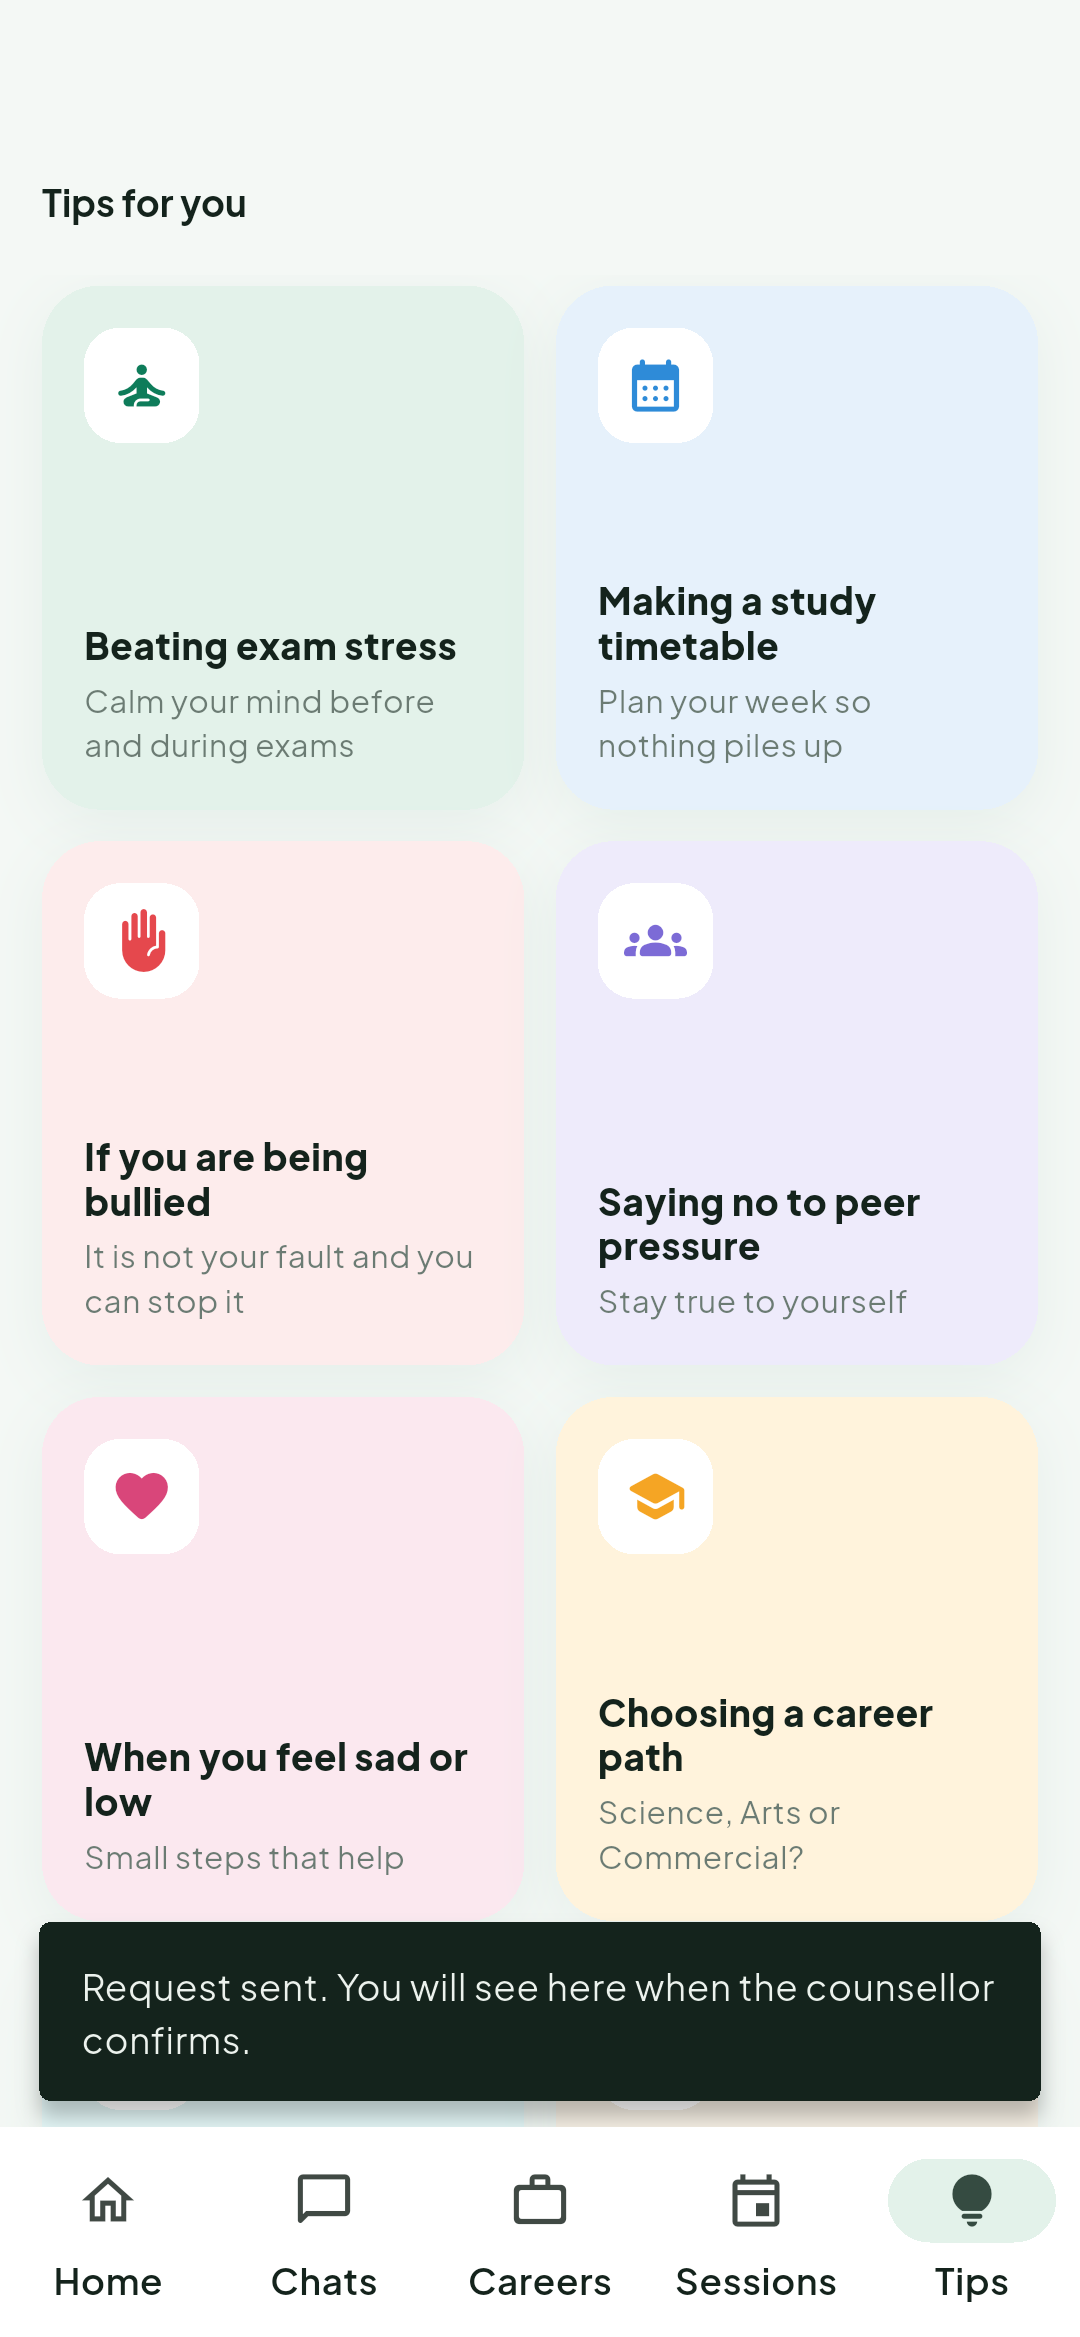 Tips for you
Beating exam stress
Calm your mind before
and during exams
Making a study
timetable
Plan your week so
nothing piles up
If you are being
bullied
It is not your fault and you
can stop it
Saying no to peer
pressure
Stay true to yourself
When you feel sad or
low
Small steps that help
Choosing a career
path
Science, Arts or
Commercial?
Request sent. You will see here when the counsellor
confirms.
Home
Chats
Careers
Sessions
Tips